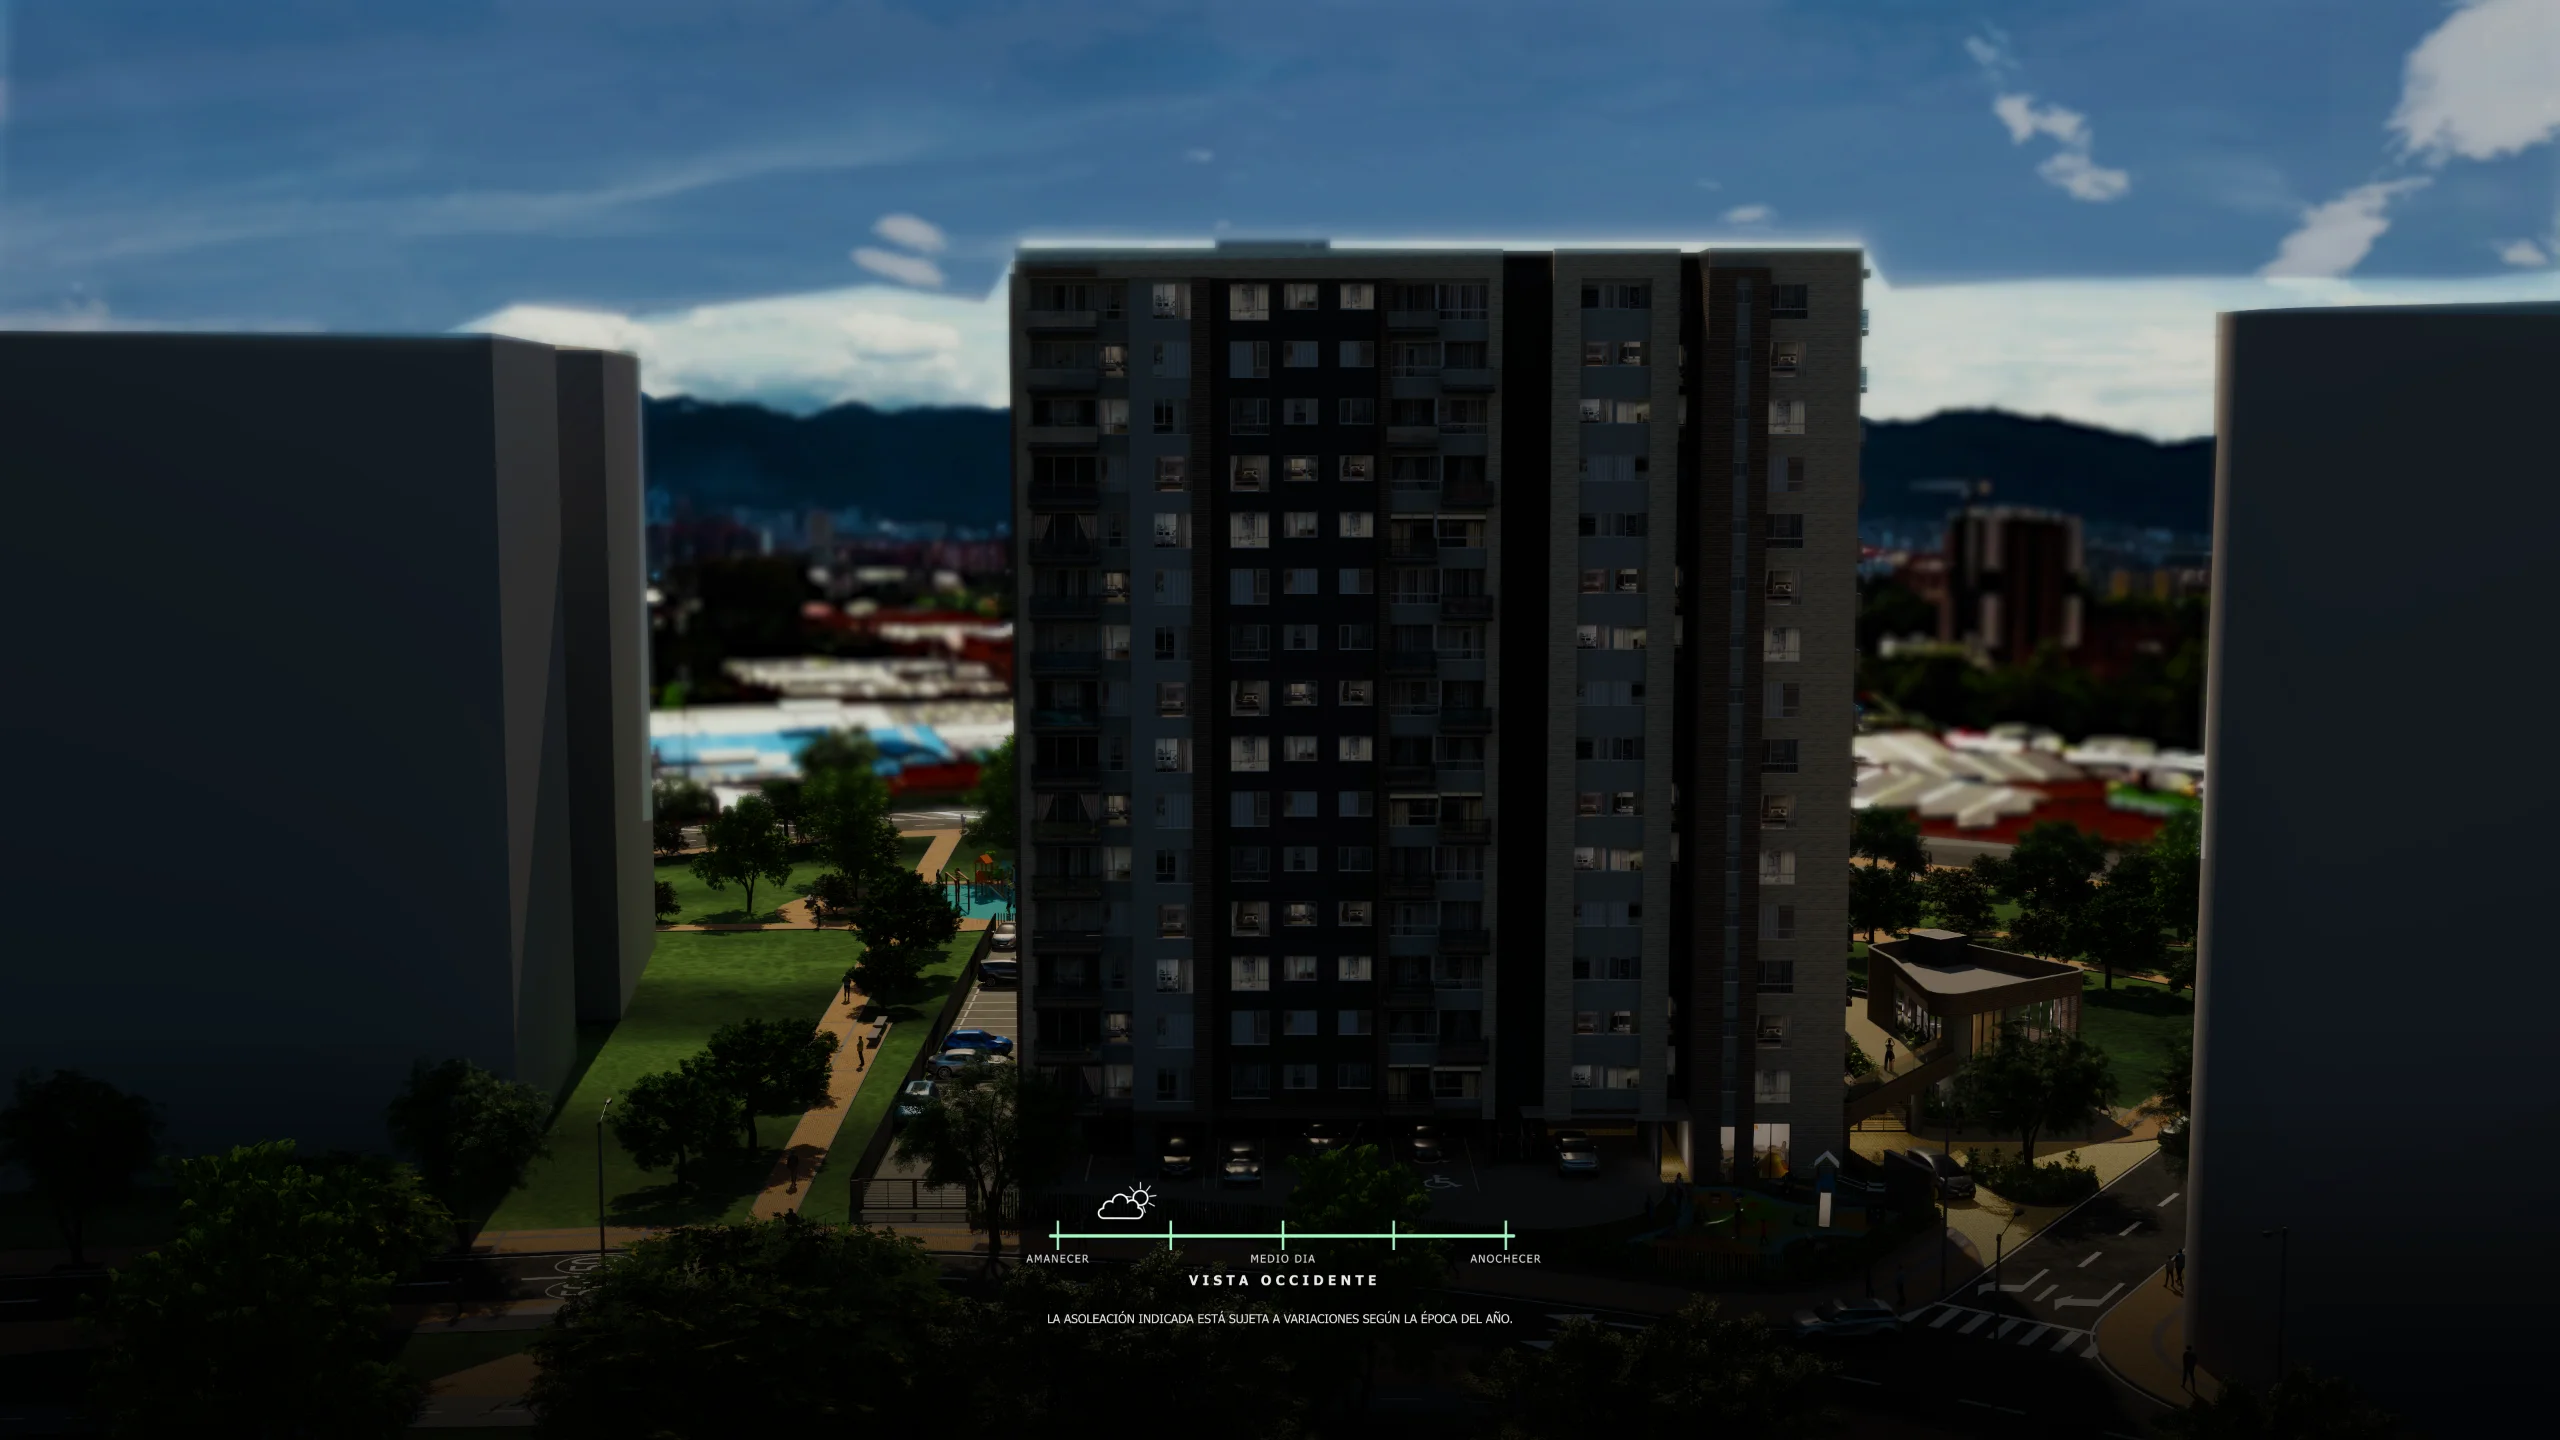 AMANECER MEDIO DIA ANOCHECER
VISTA OCCIDENTE
LA ASOLEACIÓN INDICADA ESTÁ SUJETA A VARIACIONES SEGÚN LA ÉPOCA DEL AÑO.